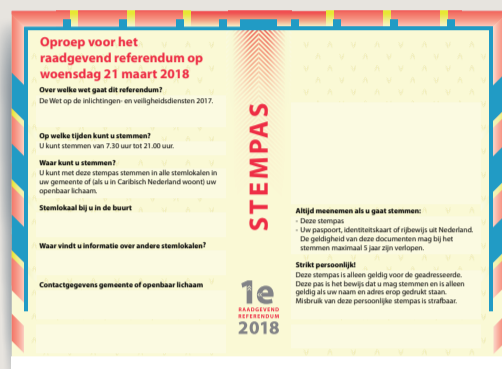 Oproep voor het
raadgevend referendum op
woensdag 21 maart 2018
Over welke wet gaat dit referendum?
De Wet op de inlichtingen- en veiligheidsdiensten 2017.
Op welke tijden kunt u stemmen?
U kunt stemmen van 7.30 uur tot 21.00 uur.
Waar kunt u stemmen?
U kunt met deze stempas stemmen in alle stemlokalen in
uw gemeente of (als u in Caribisch Nederland woont) uw
openbaar lichaam.
Stemlokaal bij u in de buurt
Waar vindt u informatie over andere stemlokalen?
Contactgegevens gemeente of openbaar lichaam
STEMPAS
1e
RAADGEVEND
REFERENDUM
2018
Altijd meenemen als u gaat stemmen:
- Deze stempas
- Uw paspoort, identiteitskaart of rijbewijs uit Nederland.
De geldigheid van deze documenten mag bij het
stemmen maximaal 5 jaar zijn verlopen.
Strikt persoonlijk!
Deze stempas is alleen geldig voor de geadresseerde.
Deze pas is het bewijs dat u mag stemmen en is alleen
geldig als uw naam en adres erop gedrukt staan.
Misbruik van deze persoonlijke stempas is strafbaar.